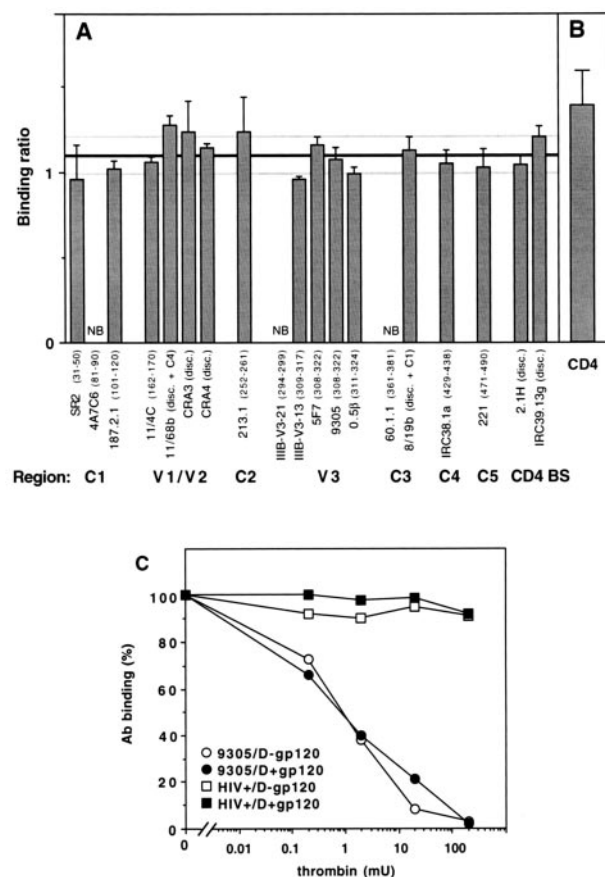 A
B
Binding ratio
1
0
NB
NB
NB
SR2 (31-50)
4A7C6 (81-90)
187.2.1 (101-120)
11/4C (162-170)
11/68b (disc. + C4)
CRA3 (disc.)
CRA4 (disc.)
213.1 (252-261)
IIIB-V3-21 (294-299)
IIIB-V3-13 (309-317)
5F7 (308-322)
9305 (308-322)
0.5β (311-324)
60.1.1 (361-381)
8/19b (disc. + C1)
IRC38.1a (429-438)
221 (471-490)
2.1H (disc.)
IRC39.13g (disc.)
CD4
Region: C1 V1/V2 C2 V3 C3 C4 C5 CD4 BS
C
Ab binding (%)
100
80
60
40
20
0
9305/D-gp120
9305/D+gp120
HIV+/D-gp120
HIV+/D+gp120
0 0.01 0.1 1 10 100
thrombin (mU)